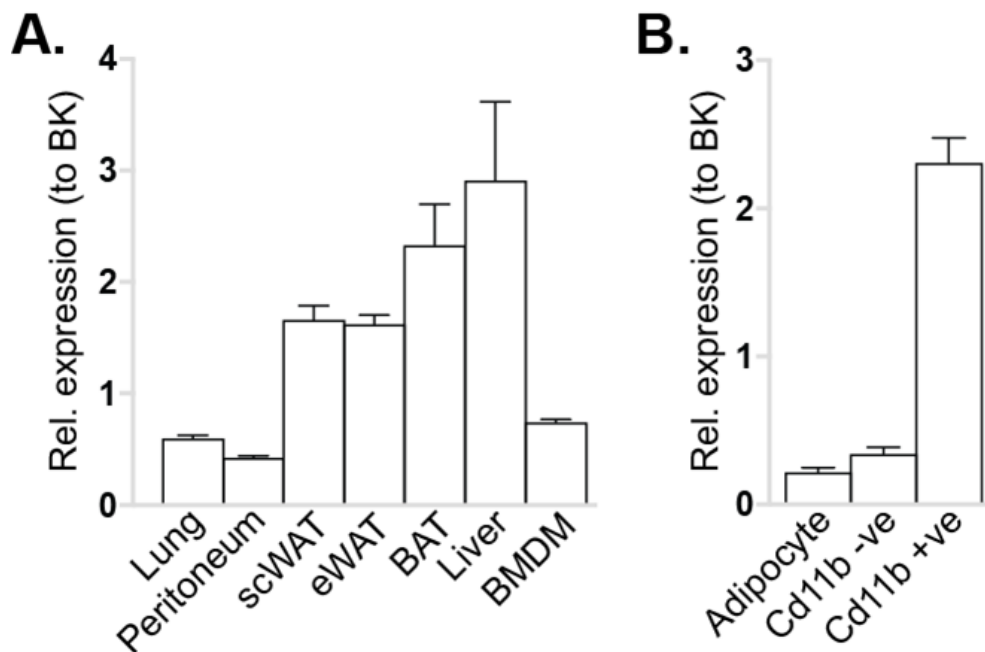 A.
Rel. expression (to BK)
4
3
2
1
0
Lung
Peritoneum
scWAT
eWAT
BAT
Liver
BMDM
B.
Rel. expression (to BK)
3
2
1
0
Adipocyte
Cd11b -ve
Cd11b +ve